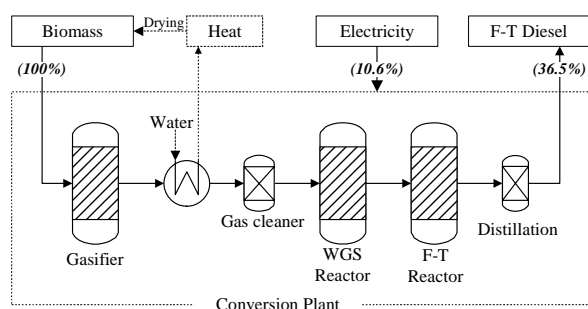 Biomass
Drying
Heat
Electricity
F-T Diesel
(100%)
(10.6%)
(36.5%)
Water
Gas cleaner
Gasifier
WGS
Reactor
F-T
Reactor
Distillation
Conversion Plant